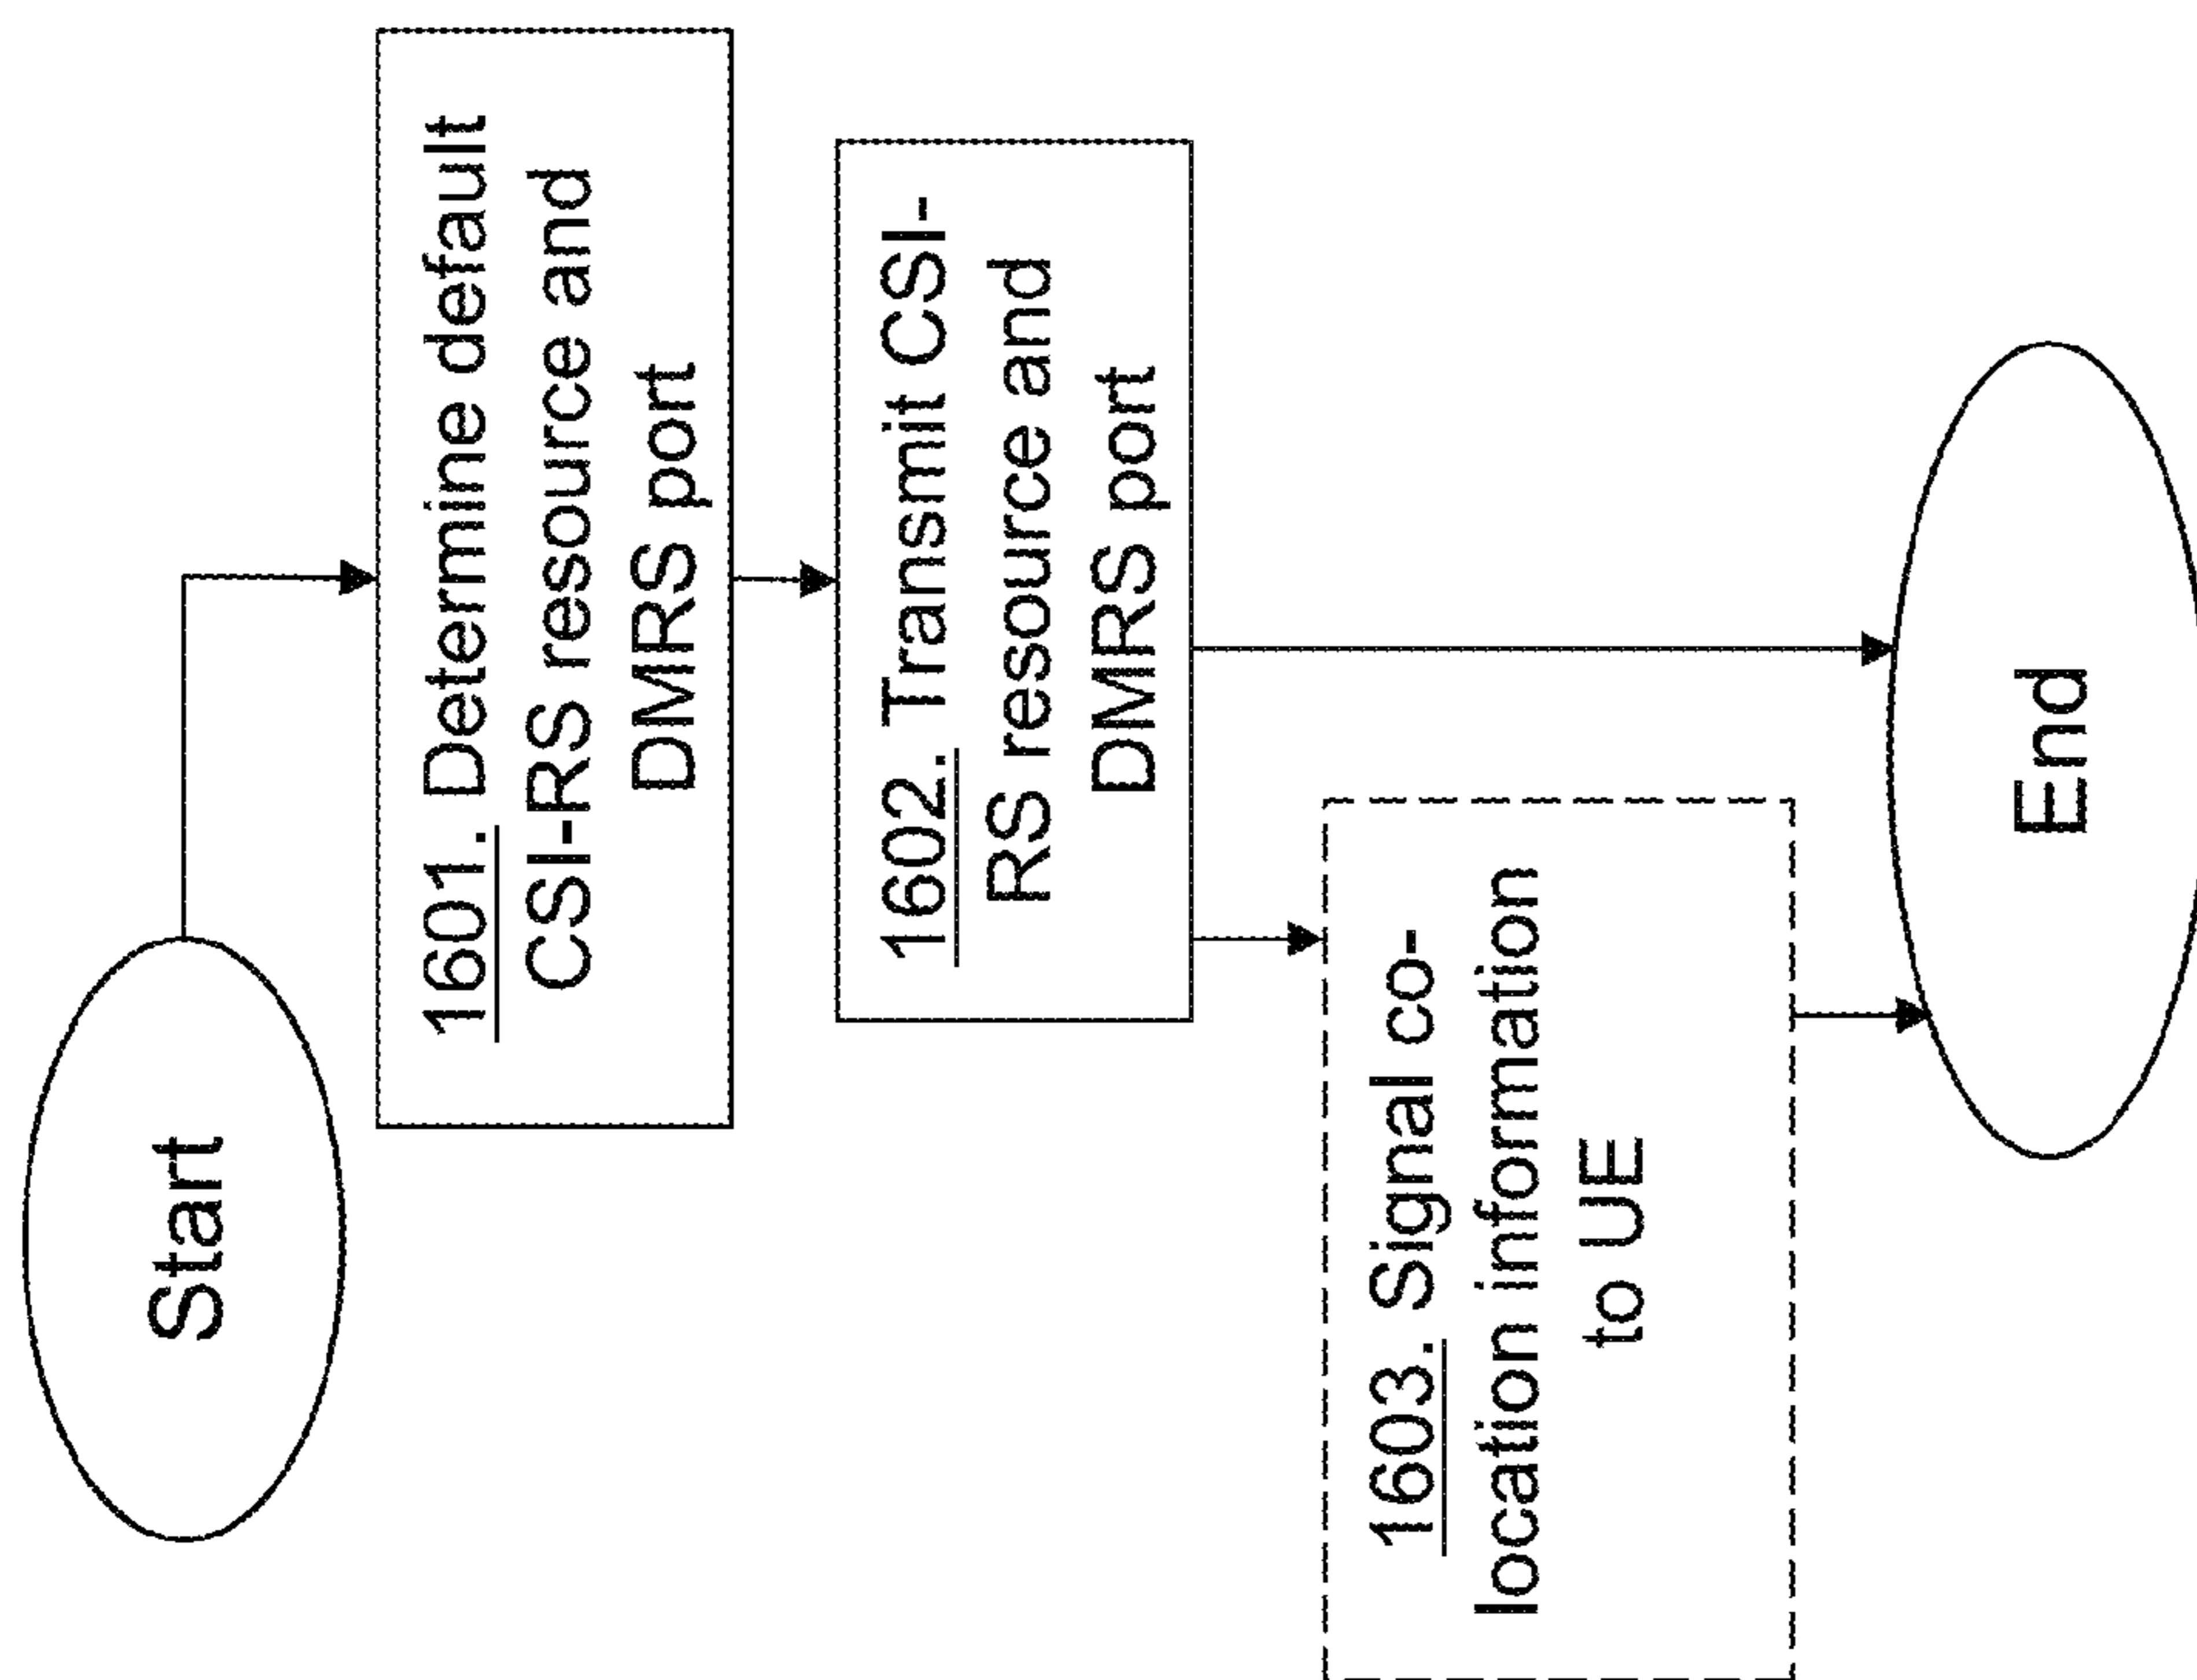 Start
1601. Determine default
CSI-RS resource and
DMRS port
1602. Transmit CSI-
RS resource and
DMRS port
1603. Signal co-
location information
to UE
End